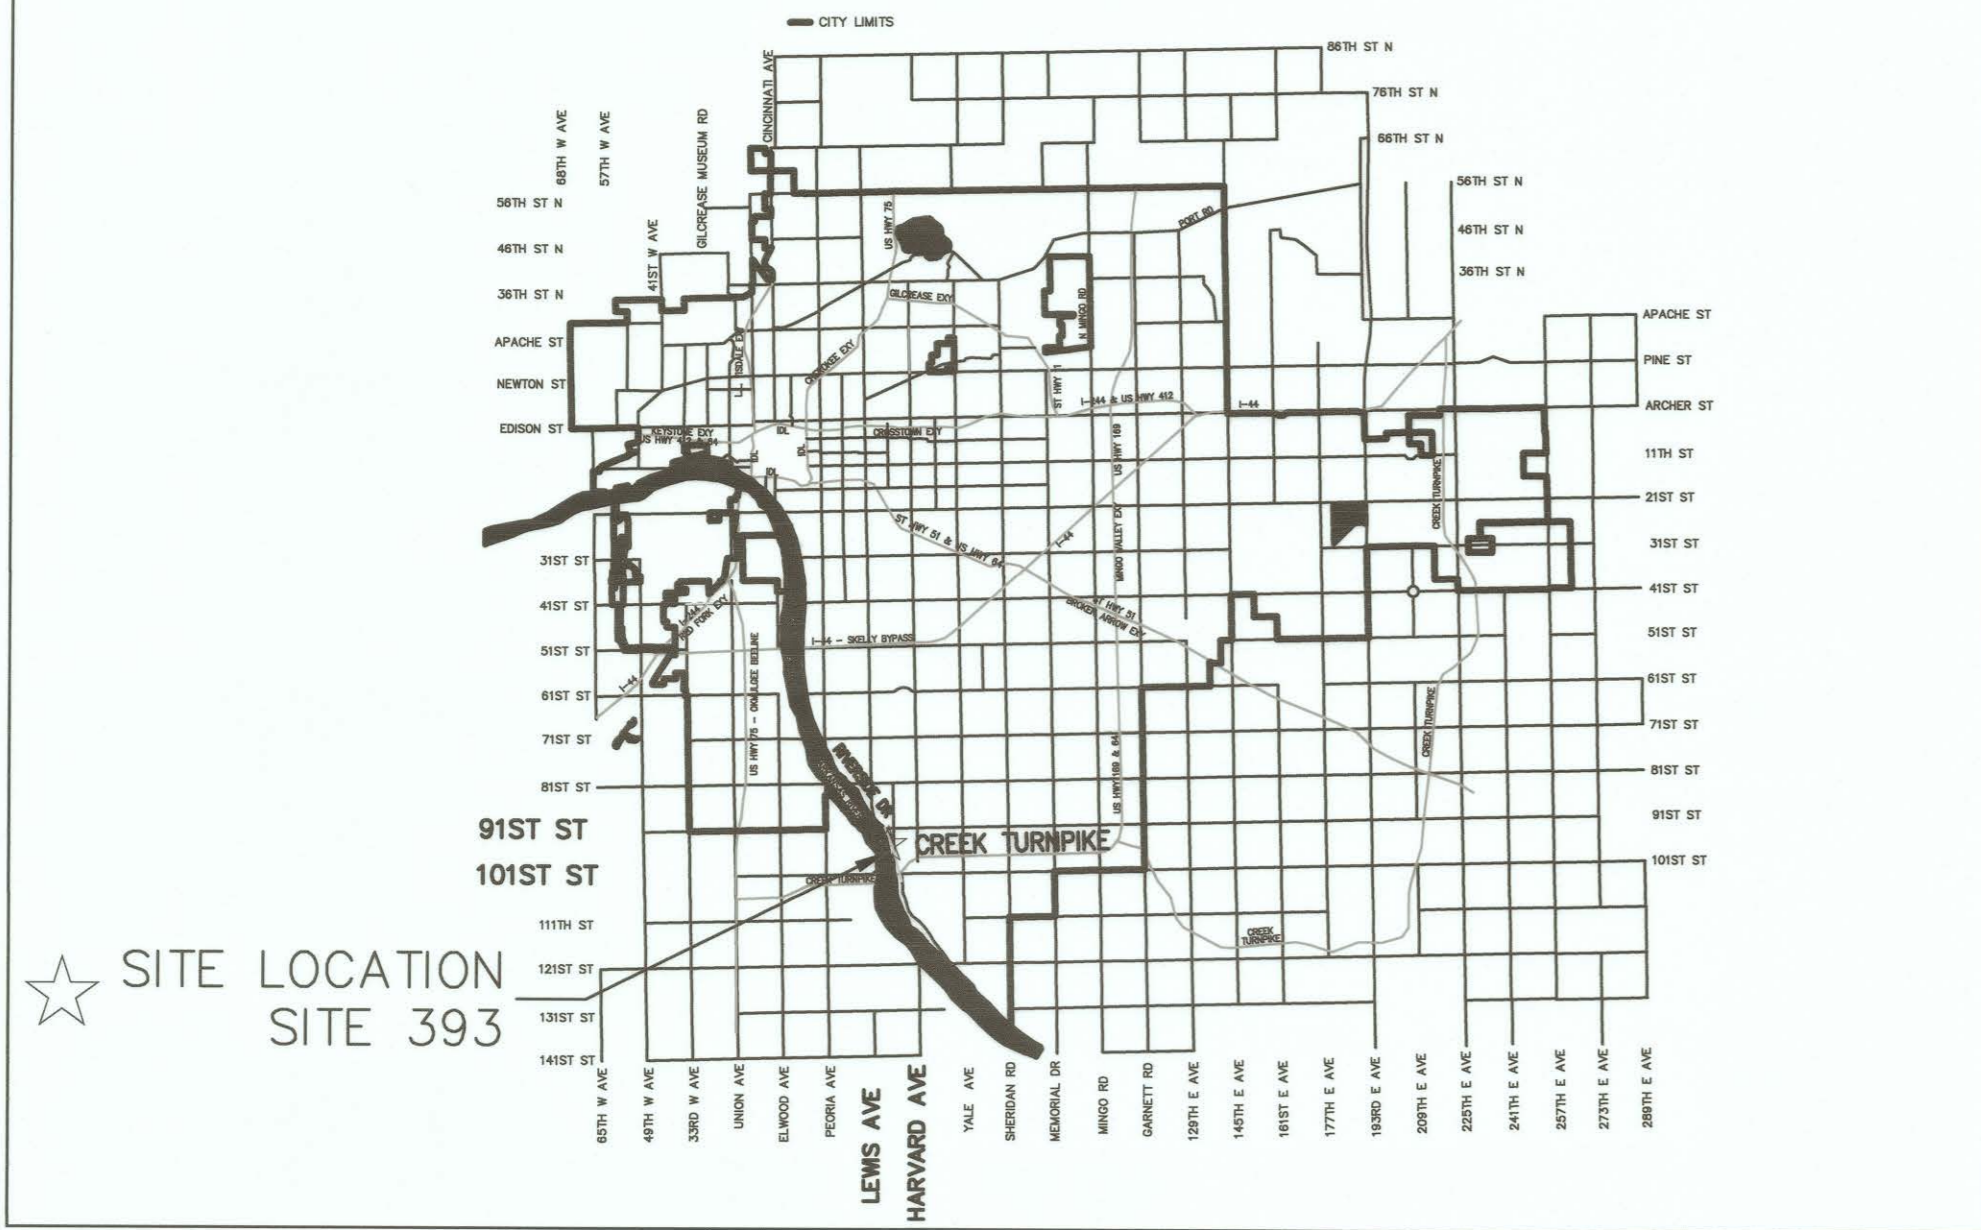 CITY LIMITS
86TH ST N
76TH ST N
66TH ST N
56TH ST N
46TH ST N
36TH ST N
CINCINNATI AVE
68TH W AVE
57TH W AVE
GILCREASE MUSEUM RD
41ST W AVE
56TH ST N
46TH ST N
36TH ST N
APACHE ST
NEWTON ST
EDISON ST
31ST ST
41ST ST
51ST ST
61ST ST
71ST ST
81ST ST
91ST ST
101ST ST
111TH ST
121ST ST
131ST ST
141ST ST
APACHE ST
PINE ST
ARCHER ST
11TH ST
21ST ST
31ST ST
41ST ST
51ST ST
61ST ST
71ST ST
81ST ST
91ST ST
101ST ST
US HWY 75
PORT RD
GILCREASE EXY
N MINGO RD
CHEROKEE EXY
ST HWY 11
I-244 & US HWY 412
I-44
KEYSTONE EXY
CROSSTOWN EXY
IDL
IDL
IDL
IDL
US HWY 169
MINGO VALLEY EXY
CREEK TURNPIKE
ST HWY 51 & US HWY 64
I-44
ST HWY 51
BROKEN ARROW EXY
I-244
RED FORK EXY
I-44 - SKELLY BYPASS
I-44
US HWY 75 - OKMULGEE BEELINE
US HWY 169 & 64
CREEK TURNPIKE
CREEK TURNPIKE
RIVERSIDE DR
CREEK TURNPIKE
CREEK TURNPIKE
CREEK
TURNPIKE
SITE LOCATION
SITE 393
65TH W AVE
49TH W AVE
33RD W AVE
UNION AVE
ELWOOD AVE
PEORIA AVE
LEWIS AVE
HARVARD AVE
YALE AVE
SHERIDAN RD
MEMORIAL DR
MINGO RD
GARNETT RD
129TH E AVE
145TH E AVE
161ST E AVE
177TH E AVE
193RD E AVE
209TH E AVE
225TH E AVE
241TH E AVE
257TH E AVE
273TH E AVE
289TH E AVE